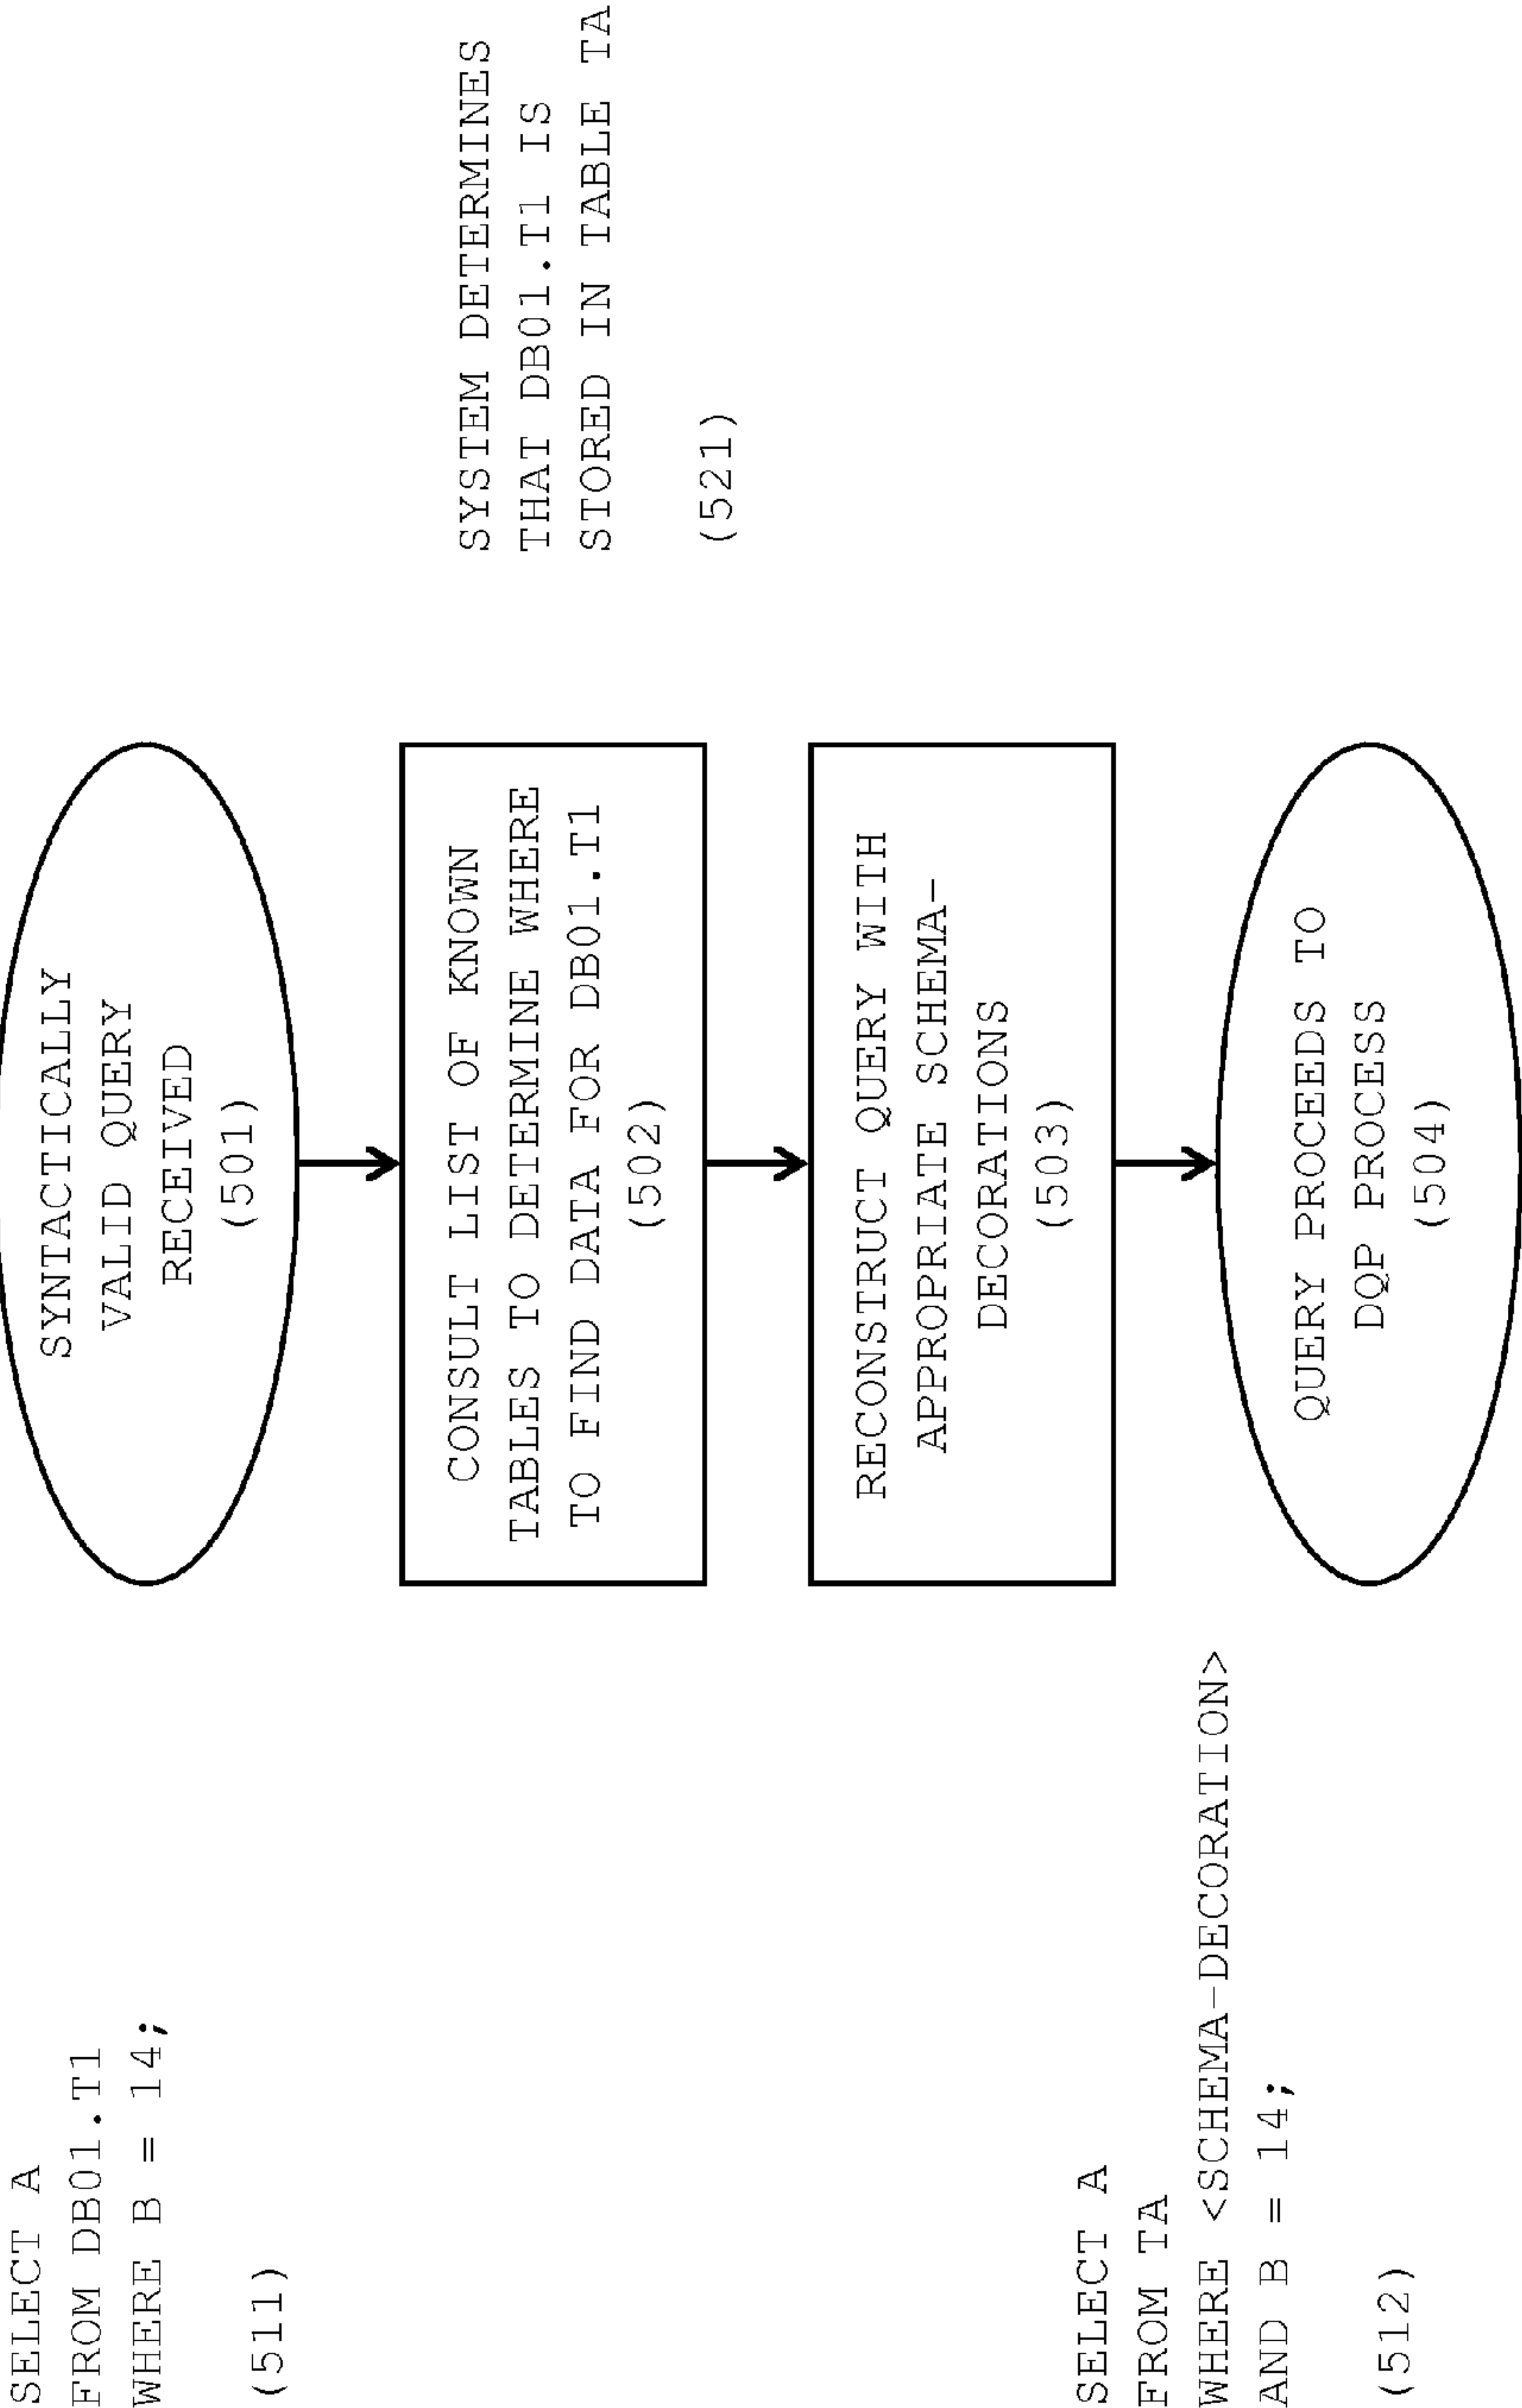 SELECT A
FROM DB01.T1
WHERE B = 14;
(511)
SYNTACTICALLY
VALID QUERY
RECEIVED
(501)
CONSULT LIST OF KNOWN
TABLES TO DETERMINE WHERE
TO FIND DATA FOR DB01.T1
(502)
SYSTEM DETERMINES
THAT DB01.T1 IS
STORED IN TABLE TA
(521)
RECONSTRUCT QUERY WITH
APPROPRIATE SCHEMA-
DECORATIONS
(503)
SELECT A
FROM TA
WHERE <SCHEMA-DECORATION>
AND B = 14;
(512)
QUERY PROCEEDS TO
DQP PROCESS
(504)